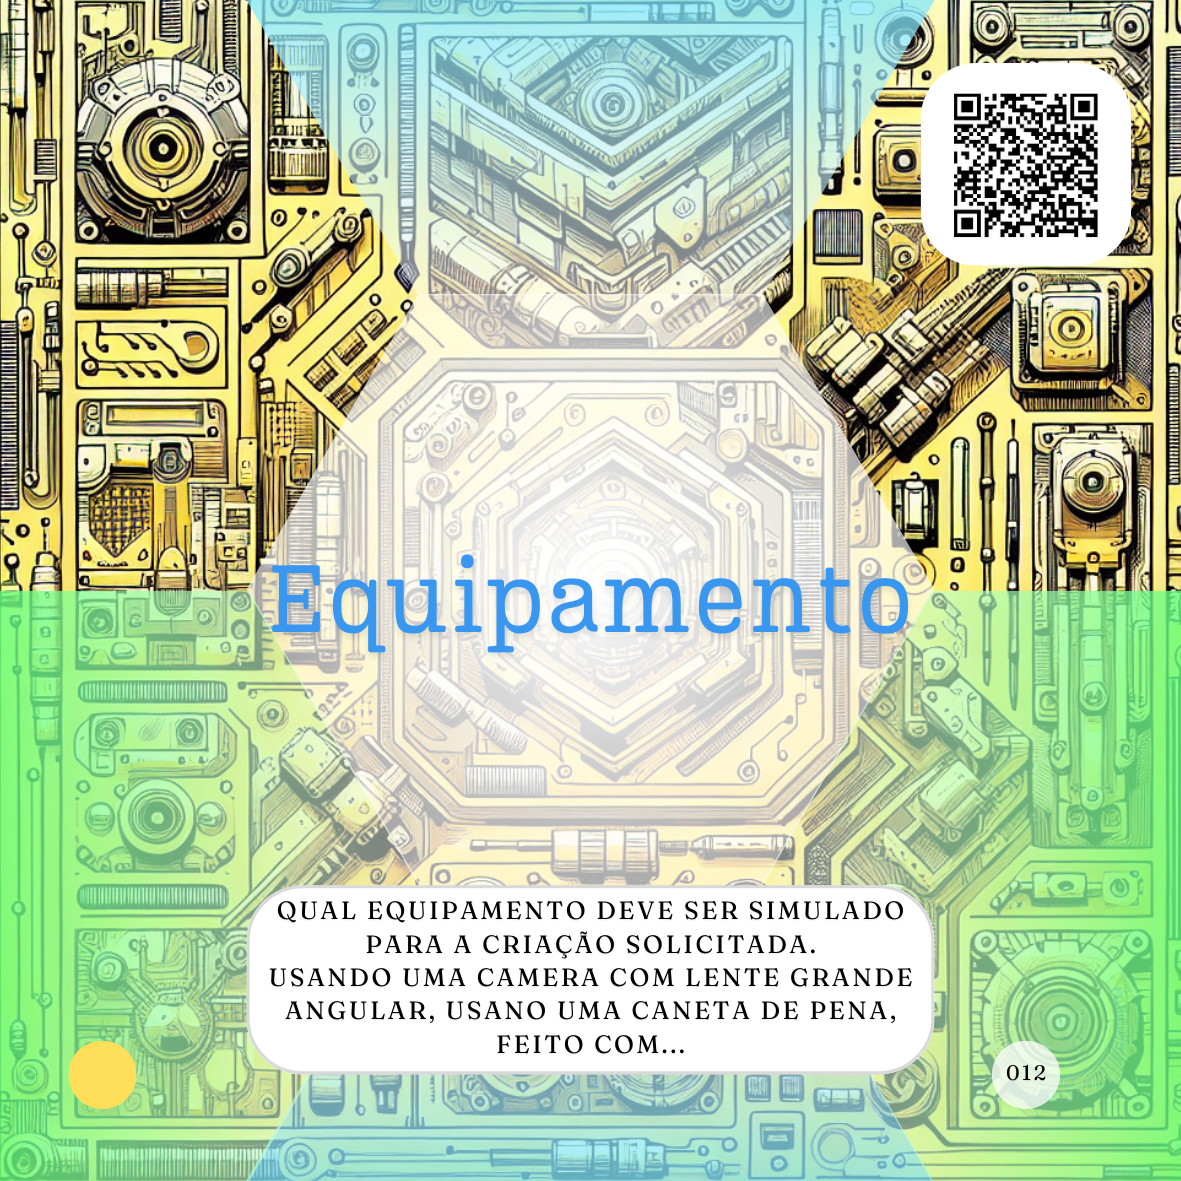 Equipamento
QUAL EQUIPAMENTO DEVE SER SIMULADO
PARA A CRIAÇÃO SOLICITADA.
USANDO UMA CAMERA COM LENTE GRANDE
ANGULAR, USANO UMA CANETA DE PENA,
FEITO COM...
012